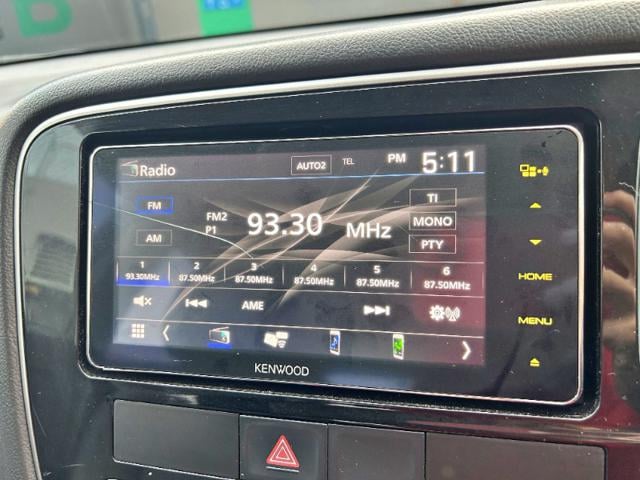 B
Radio
AUTO2
TEL
PM 5:11
FM
AM
FM2
P1
93.30 MHz
TI
MONO
PTY
1 2 3 4 5 6
93.30MHz 87.50MHz 87.50MHz 87.50MHz 87.50MHz 87.50MHz
AME
HOME
MENU
KENWOOD